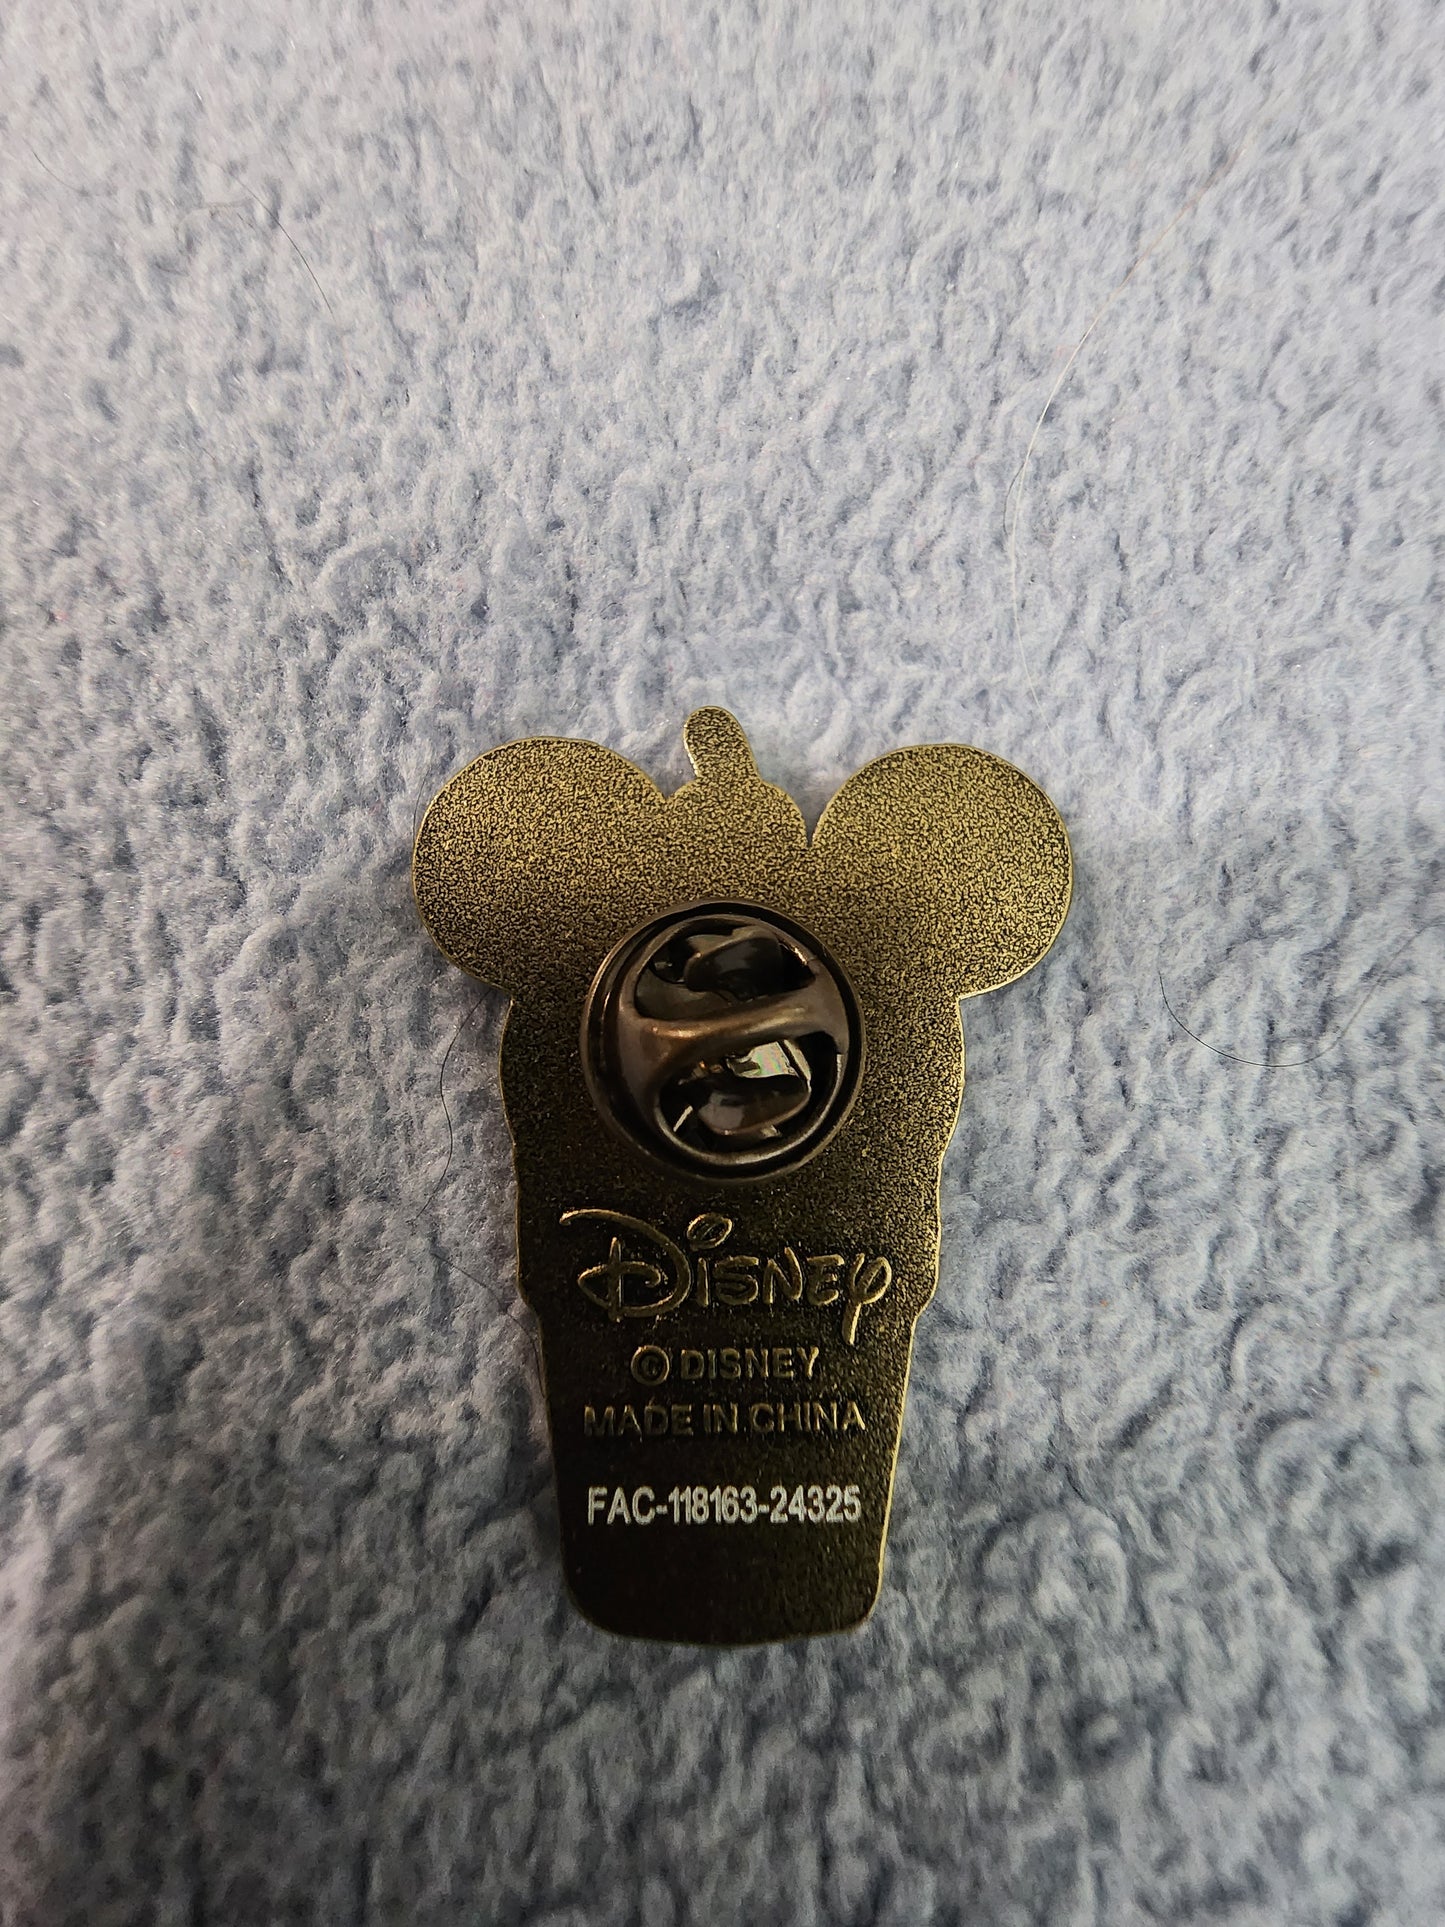 Disney
© DISNEY
MADE IN CHINA
FAC-118163-24325